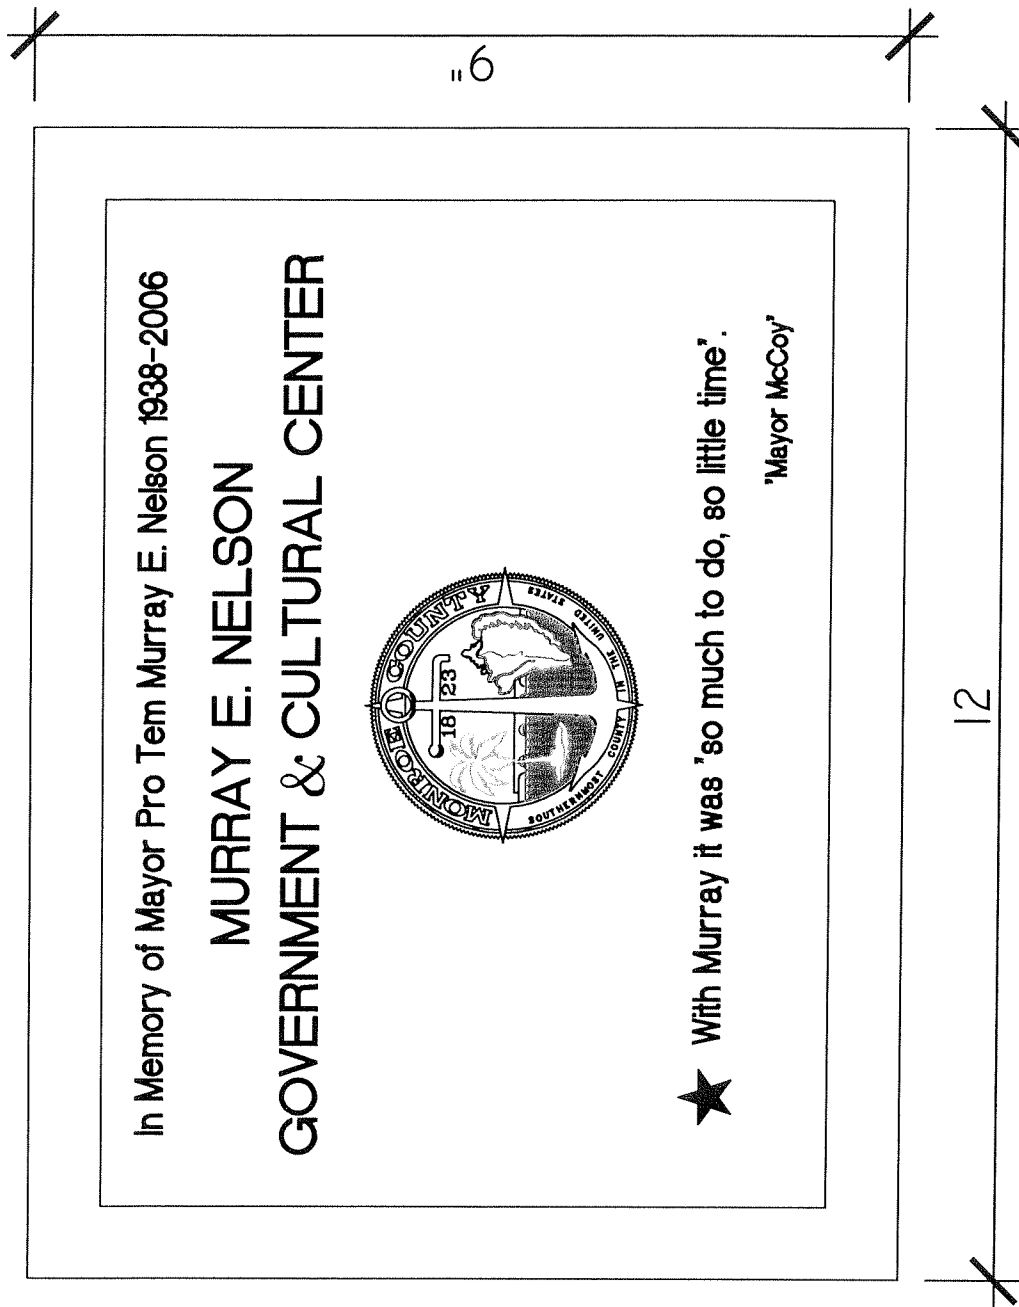 9"
In Memory of Mayor Pro Tem Murray E. Nelson 1938-2006
MURRAY E. NELSON
GOVERNMENT & CULTURAL CENTER
MONROE COUNTY
18 23
SOUTHERNMOST COUNTY IN THE UNITED STATES
With Murray it was 'so much to do, so little time'.
'Mayor McCoy'
12